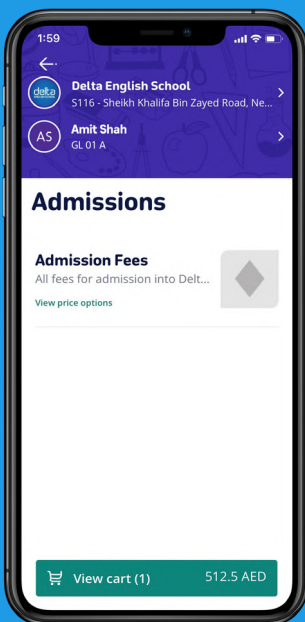 1:59
delta
Delta English School
S116 - Sheikh Khalifa Bin Zayed Road, Ne...
AS
Amit Shah
GL 01 A
Admissions
Admission Fees
All fees for admission into Delt...
View price options
View cart (1)
512.5 AED